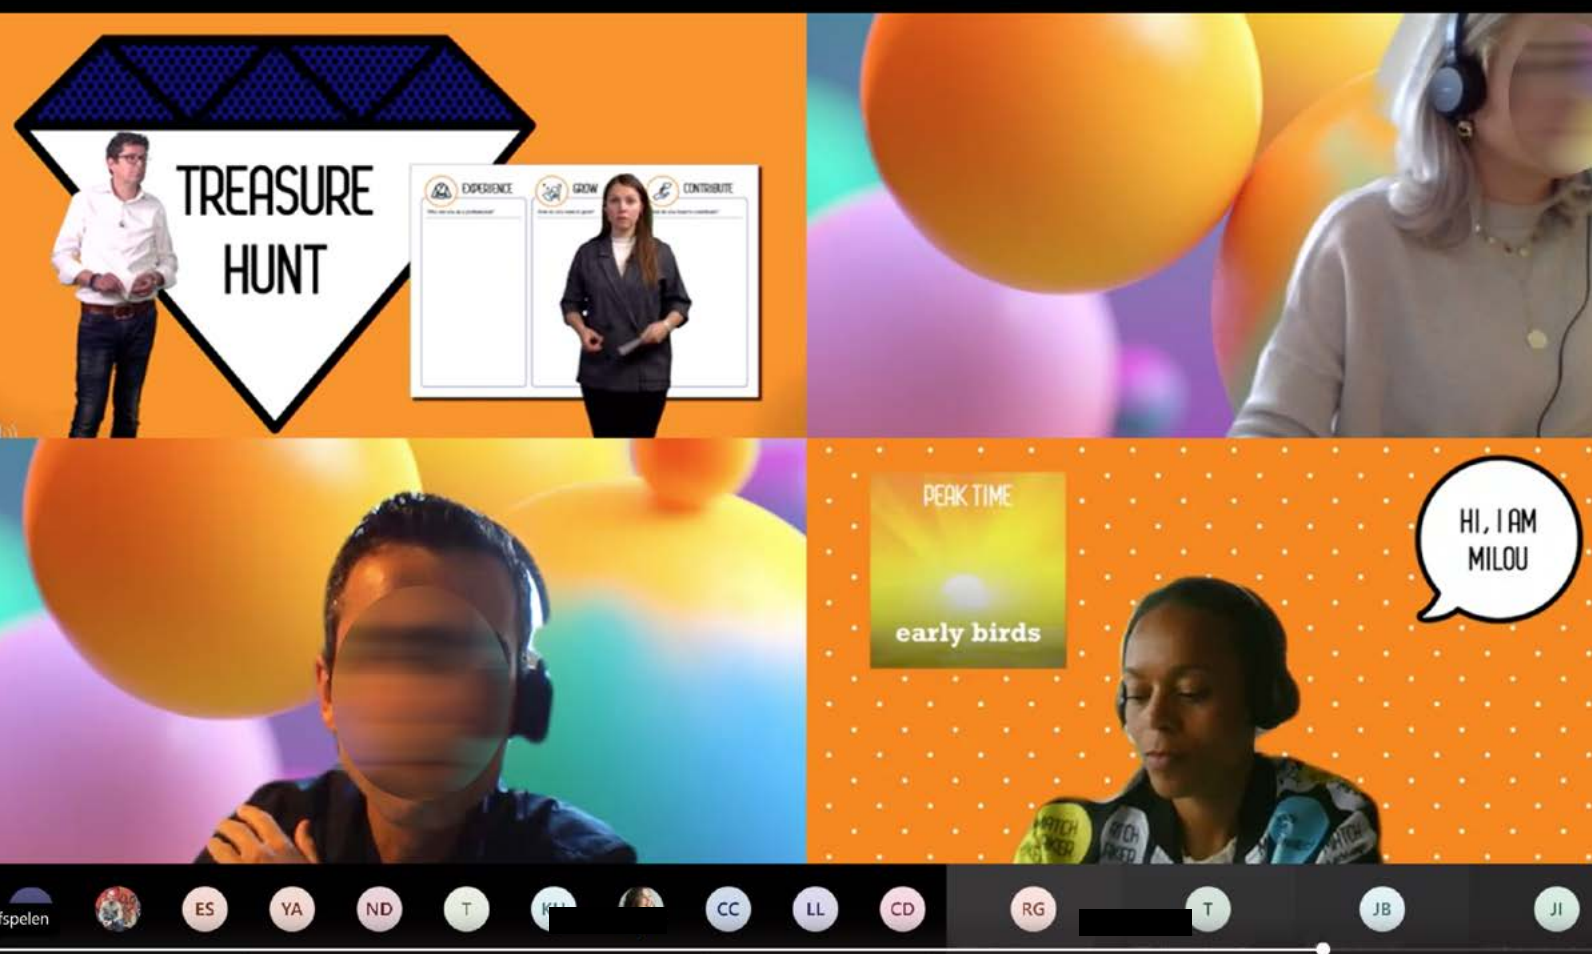 TREASURE
HUNT
EXPERIENCE
GROW
CONTRIBUTE
PEAK TIME
early birds
HI, I AM
MILOU
MATCH
fspelen
ES
YA
ND
T
CC
LL
CD
RG
T
JB
JI